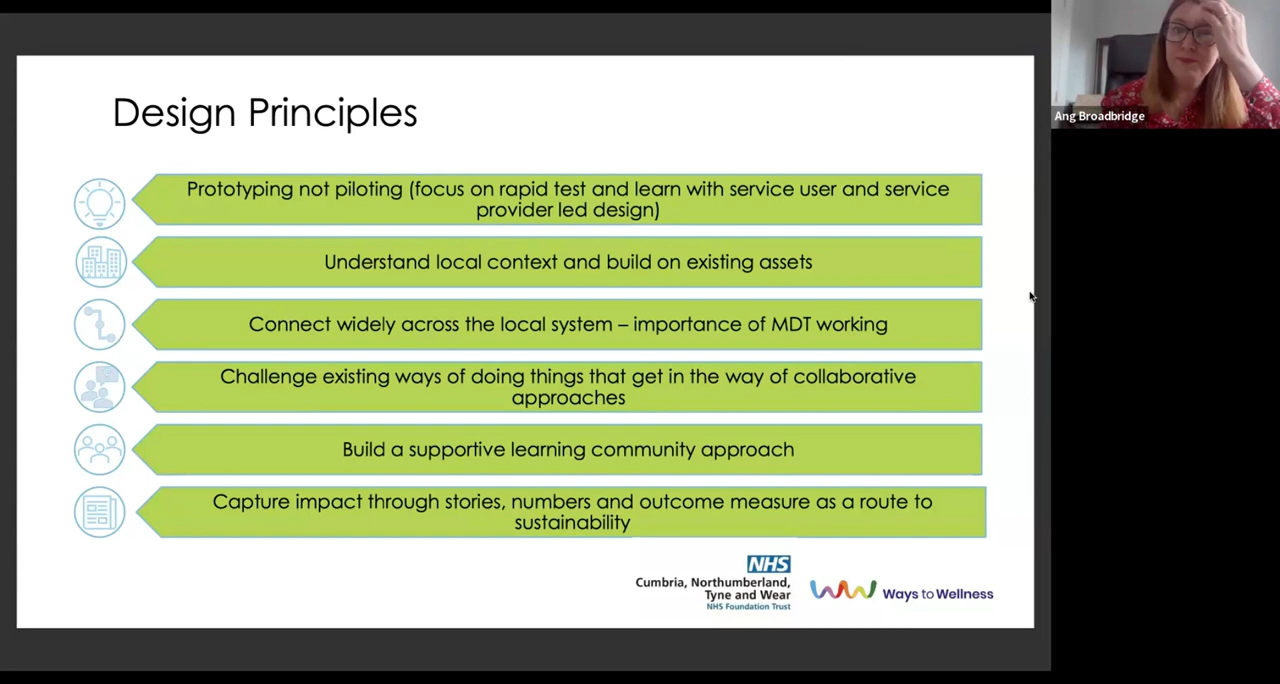 Design Principles
Prototyping not piloting (focus on rapid test and learn with service user and service
provider led design)
Understand local context and build on existing assets
Connect widely across the local system – importance of MDT working
Challenge existing ways of doing things that get in the way of collaborative
approaches
Build a supportive learning community approach
Capture impact through stories, numbers and outcome measure as a route to
sustainability
NHS
Cumbria, Northumberland,
Tyne and Wear
NHS Foundation Trust
Ways to Wellness
Ang Broadbridge